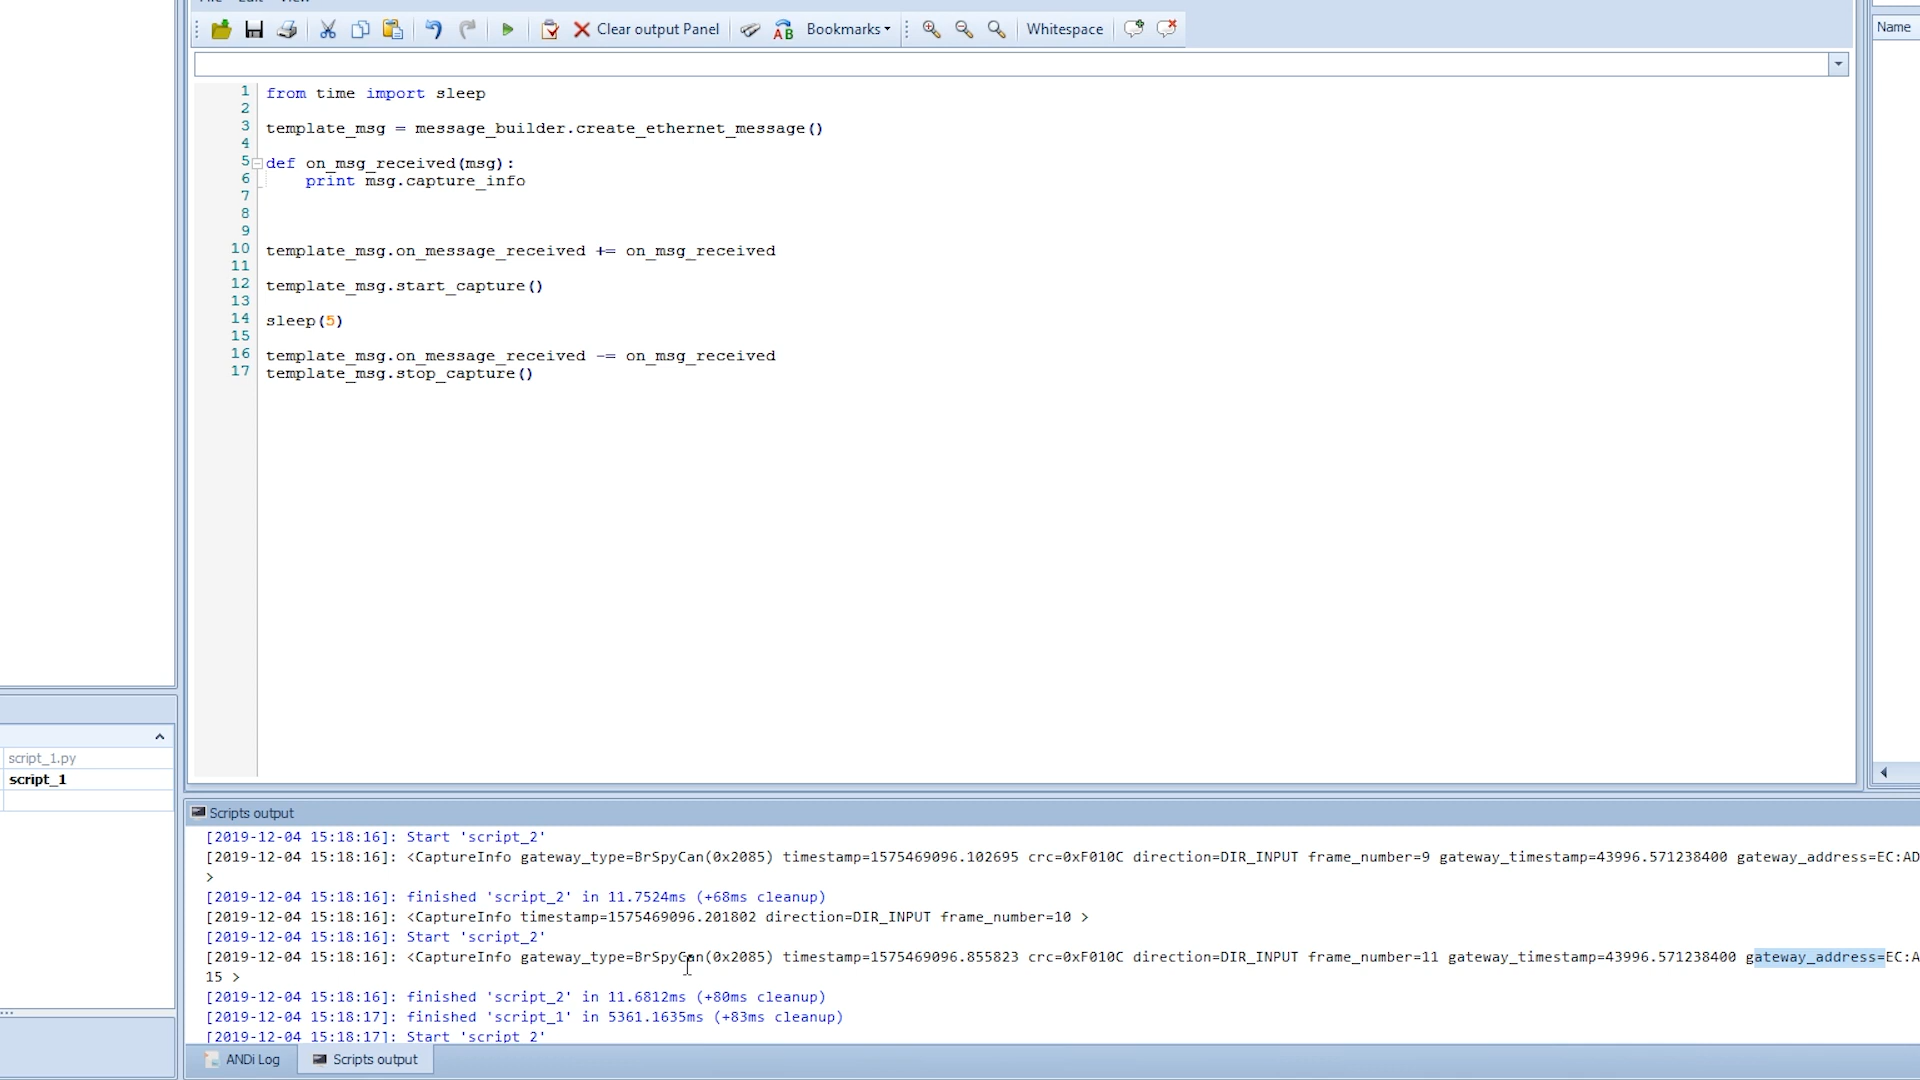 Clear output Panel
Bookmarks
Whitespace
Name
1 from time import sleep
2
3 template_msg = message_builder.create_ethernet_message()
4
5 def on_msg_received(msg):
6 print msg.capture_info
7
8
9
10 template_msg.on_message_received += on_msg_received
11
12 template_msg.start_capture()
13
14 sleep(5)
15
16 template_msg.on_message_received -= on_msg_received
17 template_msg.stop_capture()
script_1.py
script_1
Scripts output
[2019-12-04 15:18:16]: Start 'script_2'
[2019-12-04 15:18:16]: <CaptureInfo gateway_type=BrSpyCan(0x2085) timestamp=1575469096.102695 crc=0xF010C direction=DIR_INPUT frame_number=9 gateway_timestamp=43996.571238400 gateway_address=EC:AD
>
[2019-12-04 15:18:16]: finished 'script_2' in 11.7524ms (+68ms cleanup)
[2019-12-04 15:18:16]: <CaptureInfo timestamp=1575469096.201802 direction=DIR_INPUT frame_number=10 >
[2019-12-04 15:18:16]: Start 'script_2'
[2019-12-04 15:18:16]: <CaptureInfo gateway_type=BrSpyCan(0x2085) timestamp=1575469096.855823 crc=0xF010C direction=DIR_INPUT frame_number=11 gateway_timestamp=43996.571238400 gateway_address=EC:A
15 >
[2019-12-04 15:18:16]: finished 'script_2' in 11.6812ms (+80ms cleanup)
[2019-12-04 15:18:17]: finished 'script_1' in 5361.1635ms (+83ms cleanup)
[2019-12-04 15:18:17]: Start 'script_2'
ANDi Log
Scripts output